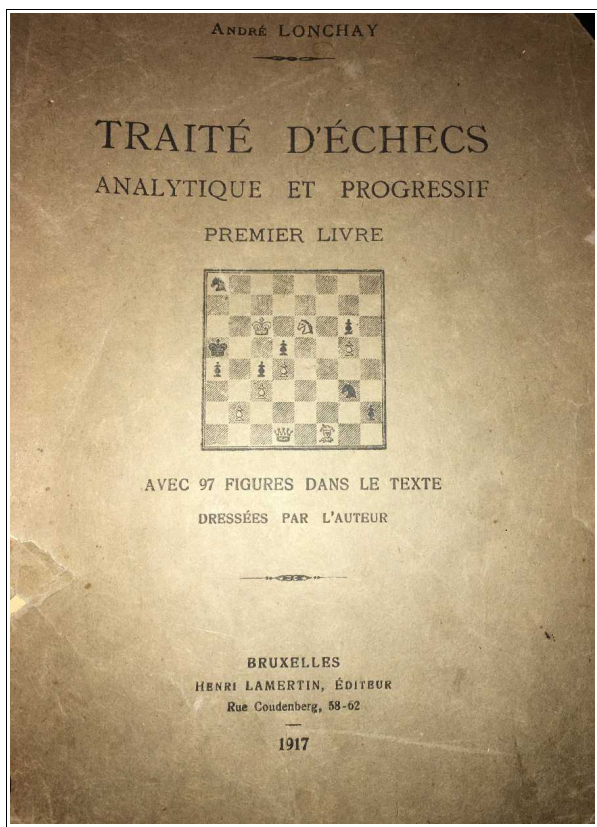 André LONCHAY
TRAITÉ D'ÉCHECS
ANALYTIQUE ET PROGRESSIF
PREMIER LIVRE
AVEC 97 FIGURES DANS LE TEXTE
DRESSÉES PAR L'AUTEUR
BRUXELLES
Henri LAMERTIN, Éditeur
Rue Coudenberg, 58-62
1917